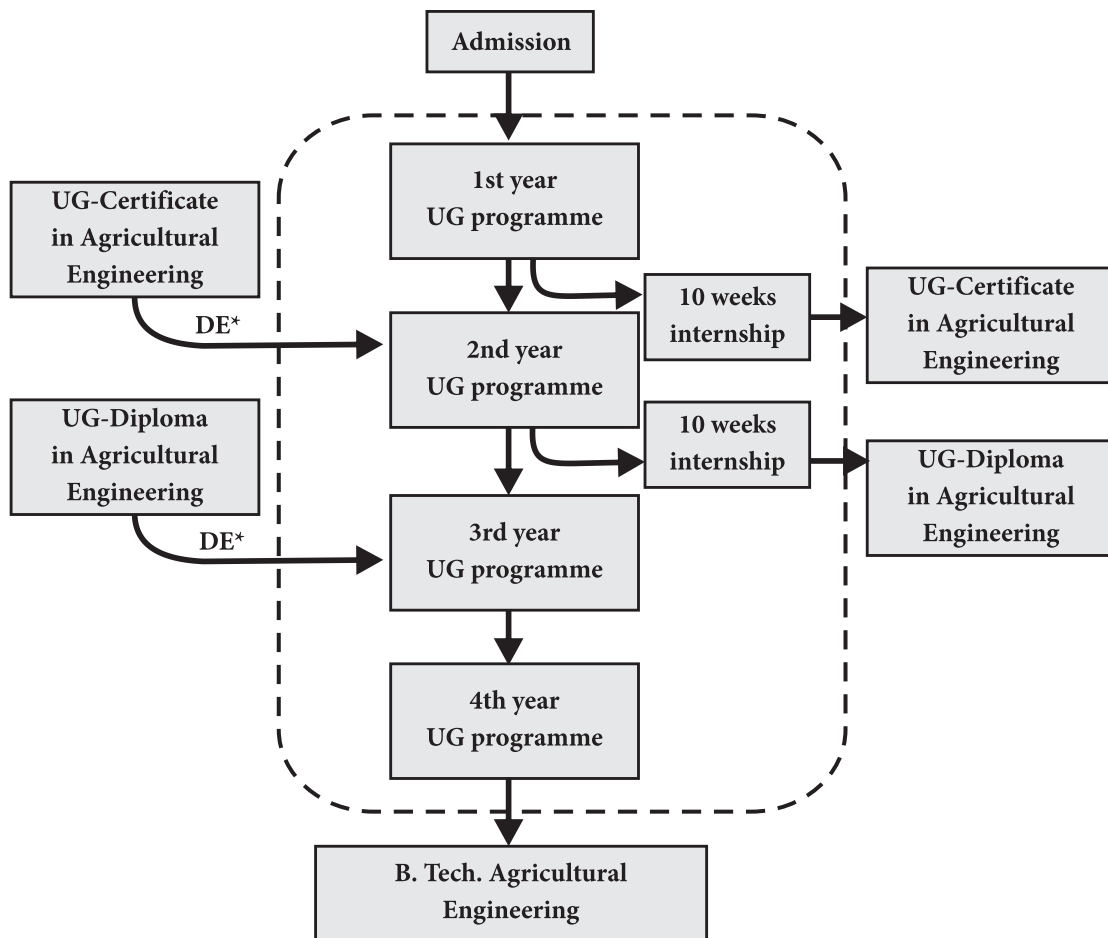 Admission
1st year
UG programme
UG-Certificate
in Agricultural
Engineering
DE*
10 weeks
internship
UG-Certificate
in Agricultural
Engineering
2nd year
UG programme
UG-Diploma
in Agricultural
Engineering
DE*
10 weeks
internship
UG-Diploma
in Agricultural
Engineering
3rd year
UG programme
4th year
UG programme
B. Tech. Agricultural
Engineering